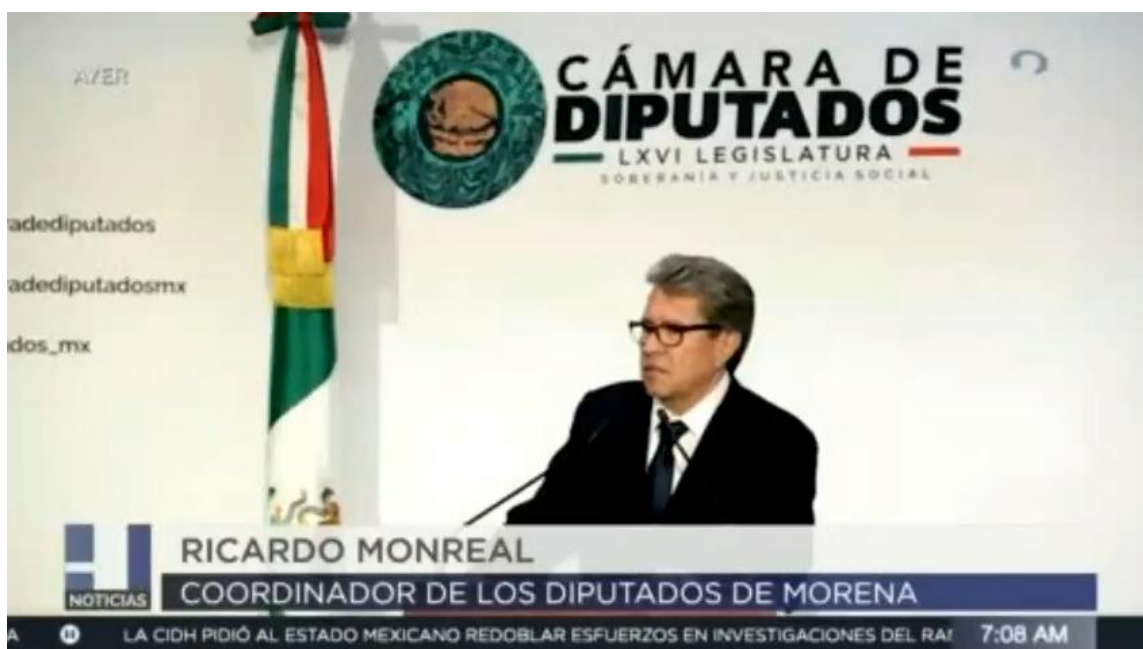 AYER
CÁMARA DE
DIPUTADOS
LXVI LEGISLATURA
SOBERANÍA Y JUSTICIA SOCIAL
adediputados
adediputadosmx
dos_mx
RICARDO MONREAL
COORDINADOR DE LOS DIPUTADOS DE MORENA
NOTICIAS
A
LA CIDH PIDIÓ AL ESTADO MEXICANO REDOBLAR ESFUERZOS EN INVESTIGACIONES DEL
7:08 AM